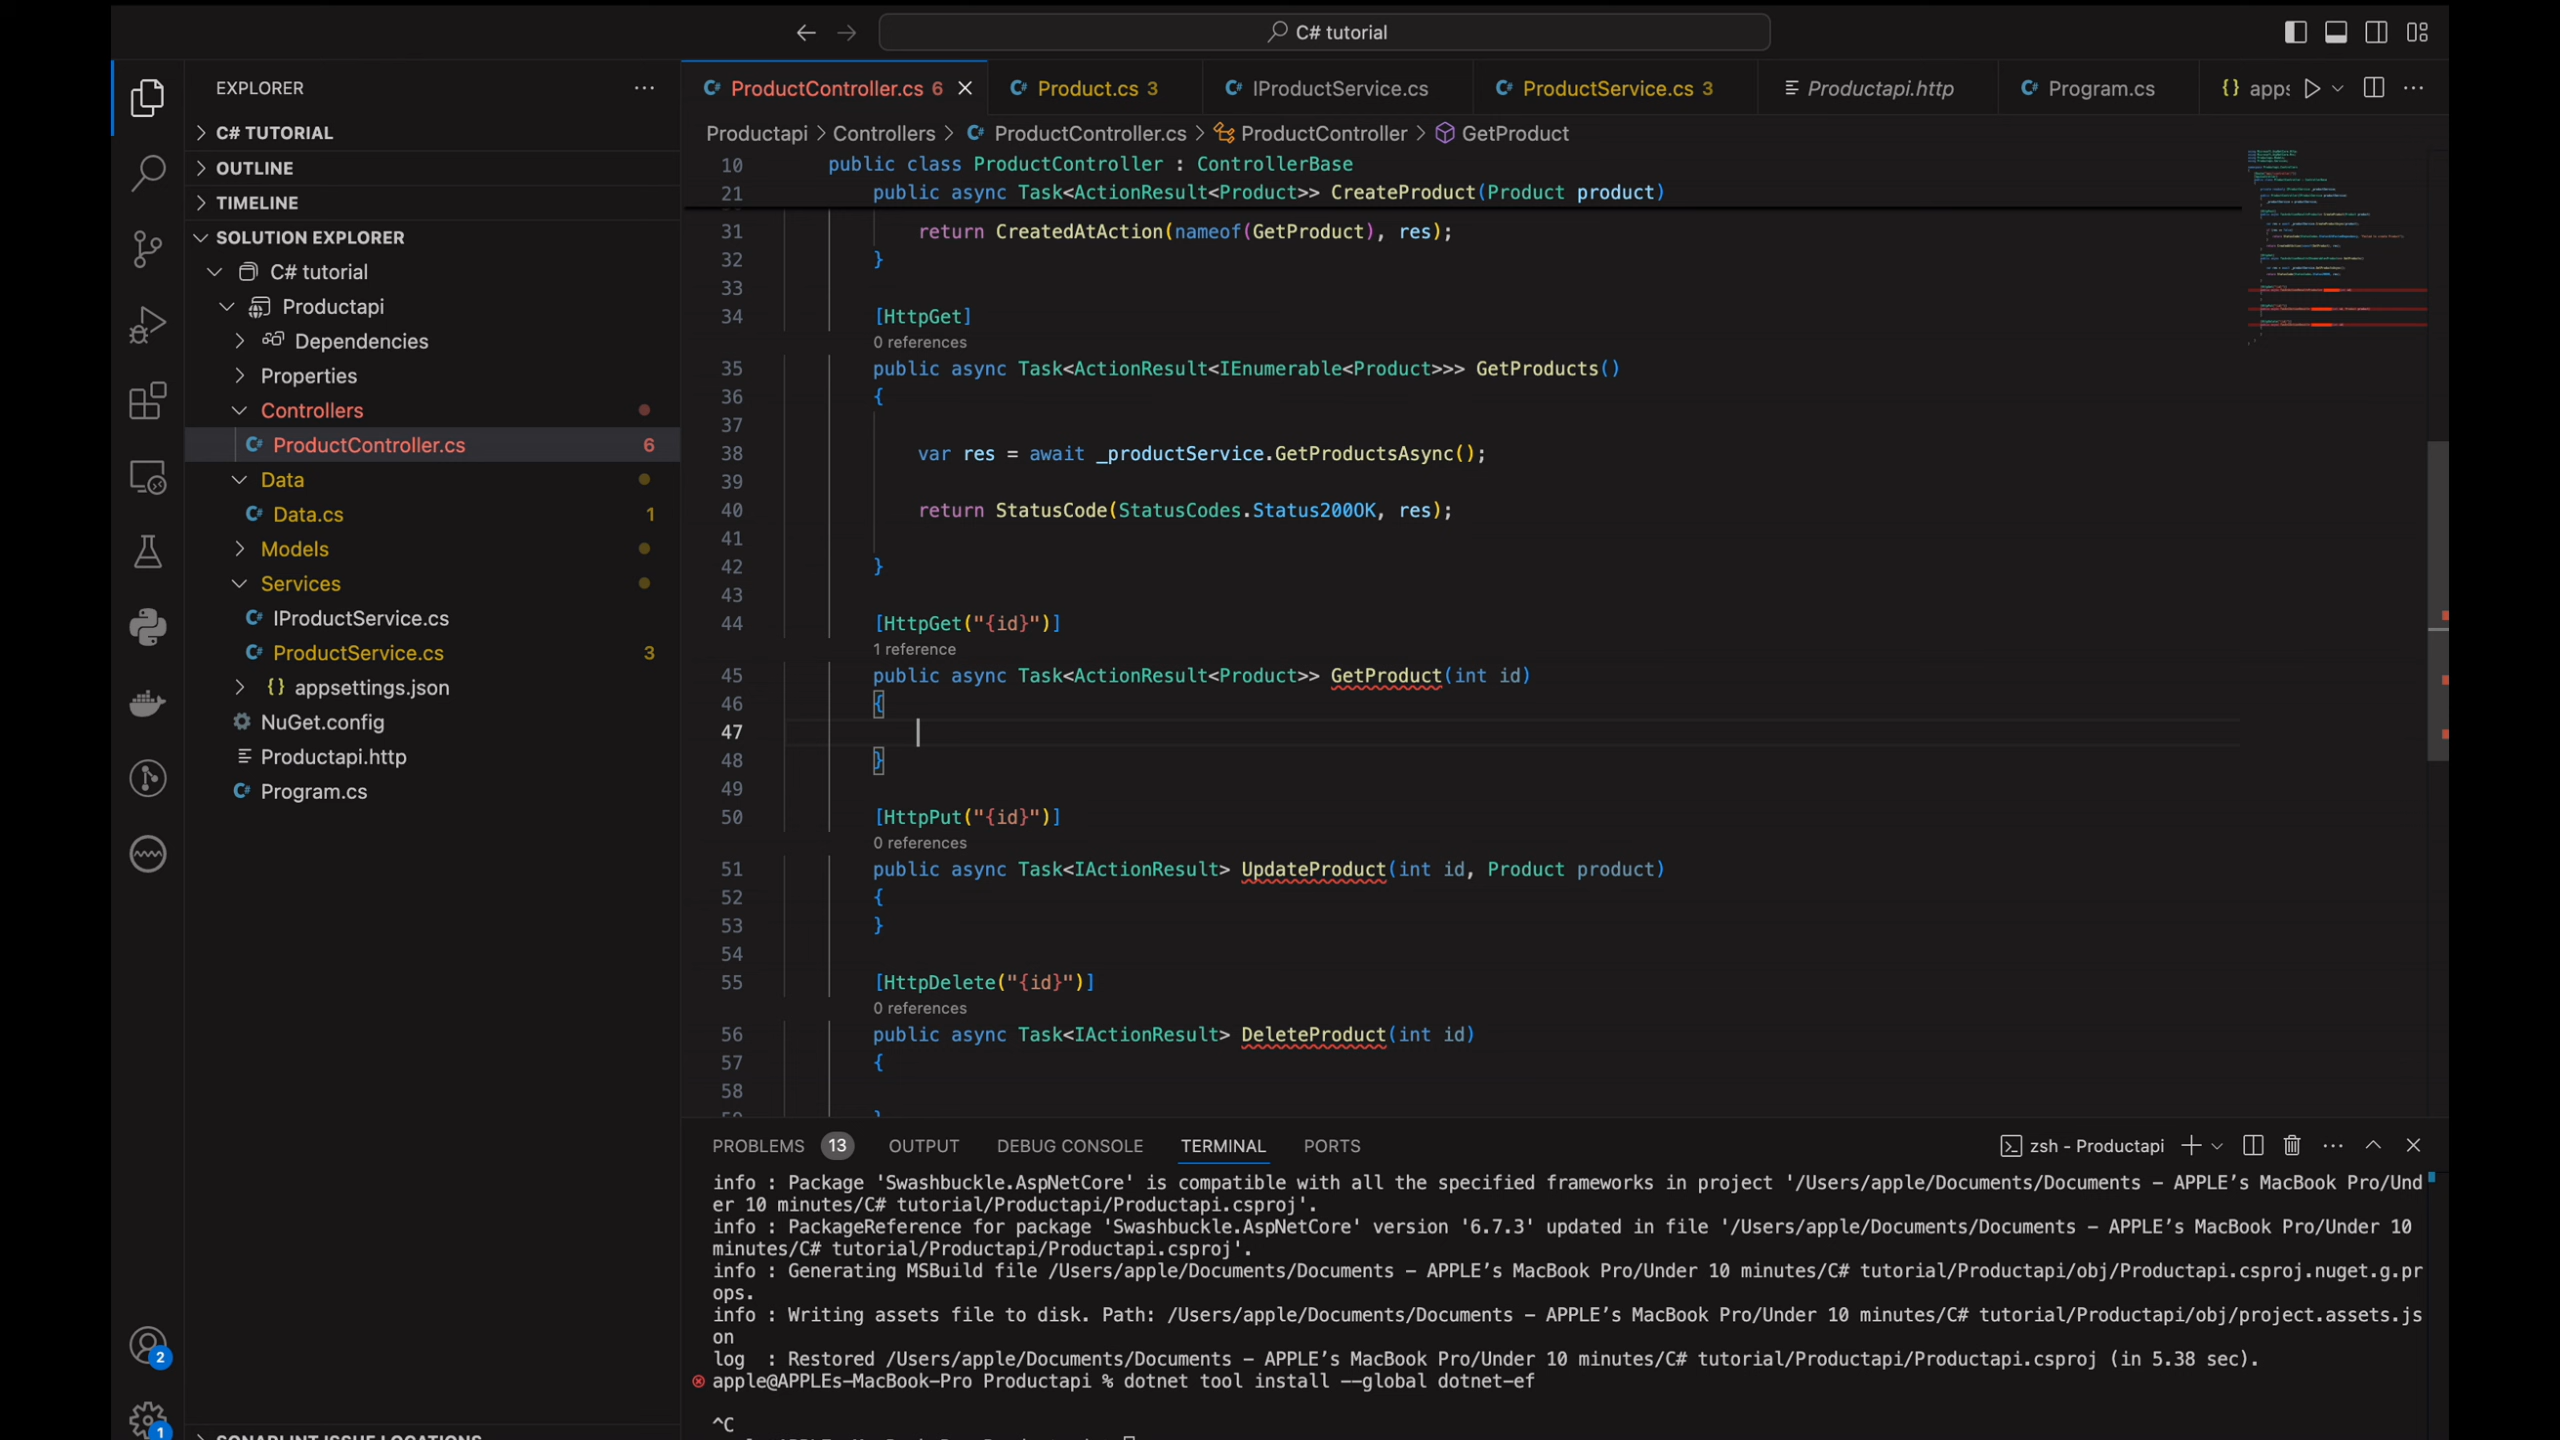 C# tutorial
EXPLORER
C# TUTORIAL
OUTLINE
TIMELINE
SOLUTION EXPLORER
C# tutorial
Productapi
Dependencies
Properties
Controllers
C# ProductController.cs 6
Data
C# Data.cs 1
Models
Services
C# IProductService.cs
C# ProductService.cs 3
{} appsettings.json
NuGet.config
Productapi.http
C# Program.cs
2
1
C# ProductController.cs 6
C# Product.cs 3
C# IProductService.cs
C# ProductService.cs 3
Productapi.http
C# Program.cs
{} apps
Productapi > Controllers > C# ProductController.cs > ProductController > GetProduct
10 public class ProductController : ControllerBase
21 public async Task<ActionResult<Product>> CreateProduct(Product product)
31 return CreatedAtAction(nameof(GetProduct), res);
32 }
33
34 [HttpGet]
0 references
35 public async Task<ActionResult<IEnumerable<Product>>> GetProducts()
36 {
37
38 var res = await _productService.GetProductsAsync();
39
40 return StatusCode(StatusCodes.Status200OK, res);
41
42 }
43
44 [HttpGet("{id}")]
1 reference
45 public async Task<ActionResult<Product>> GetProduct(int id)
46 {
47
48 }
49
50 [HttpPut("{id}")]
0 references
51 public async Task<IActionResult> UpdateProduct(int id, Product product)
52 {
53 }
54
55 [HttpDelete("{id}")]
0 references
56 public async Task<IActionResult> DeleteProduct(int id)
57 {
58
PROBLEMS 13 OUTPUT DEBUG CONSOLE TERMINAL PORTS
zsh - Productapi
info : Package 'Swashbuckle.AspNetCore' is compatible with all the specified frameworks in project '/Users/apple/Documents/Documents – APPLE’s MacBook Pro/Und
er 10 minutes/C# tutorial/Productapi/Productapi.csproj'.
info : PackageReference for package 'Swashbuckle.AspNetCore' version '6.7.3' updated in file '/Users/apple/Documents/Documents – APPLE’s MacBook Pro/Under 10
minutes/C# tutorial/Productapi/Productapi.csproj'.
info : Generating MSBuild file /Users/apple/Documents/Documents – APPLE’s MacBook Pro/Under 10 minutes/C# tutorial/Productapi/obj/Productapi.csproj.nuget.g.pr
ops.
info : Writing assets file to disk. Path: /Users/apple/Documents/Documents – APPLE’s MacBook Pro/Under 10 minutes/C# tutorial/Productapi/obj/project.assets.js
on
log : Restored /Users/apple/Documents/Documents – APPLE’s MacBook Pro/Under 10 minutes/C# tutorial/Productapi/Productapi.csproj (in 5.38 sec).
apple@APPLEs-MacBook-Pro Productapi % dotnet tool install --global dotnet-ef
^C